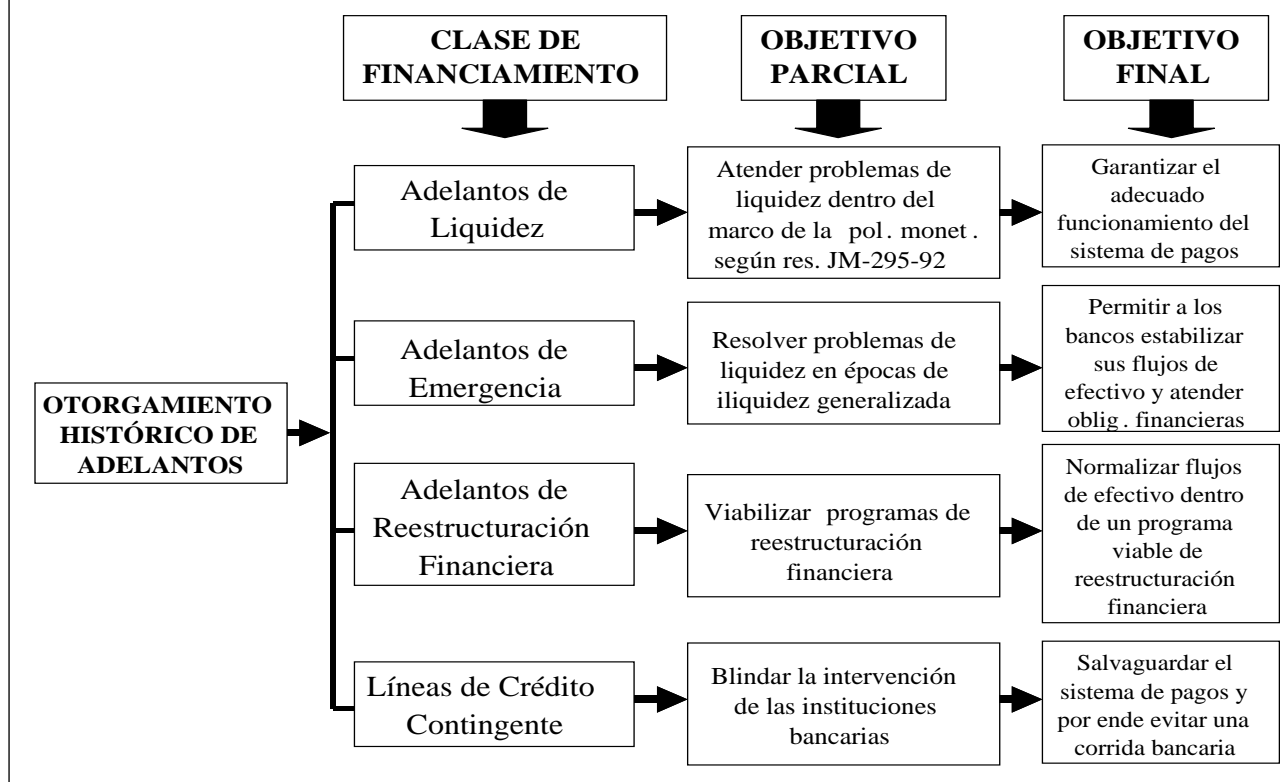 CLASE DE
FINANCIAMIENTO
OBJETIVO
PARCIAL
OBJETIVO
FINAL
OTORGAMIENTO
HISTÓRICO DE
ADELANTOS
Adelantos de
Liquidez
Atender problemas de
liquidez dentro del
marco de la pol. monet.
según res. JM-295-92
Garantizar el
adecuado
funcionamiento del
sistema de pagos
Adelantos de
Emergencia
Resolver problemas de
liquidez en épocas de
iliquidez generalizada
Permitir a los
bancos estabilizar
sus flujos de
efectivo y atender
oblig. financieras
Adelantos de
Reestructuración
Financiera
Viabilizar programas de
reestructuración
financiera
Normalizar flujos
de efectivo dentro
de un programa
viable de
reestructuración
financiera
Líneas de Crédito
Contingente
Blindar la intervención
de las instituciones
bancarias
Salvaguardar el
sistema de pagos y
por ende evitar una
corrida bancaria